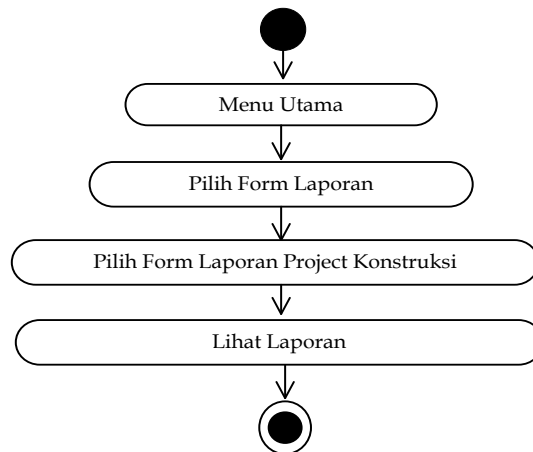 Menu Utama
Pilih Form Laporan
Pilih Form Laporan Project Konstruksi
Lihat Laporan